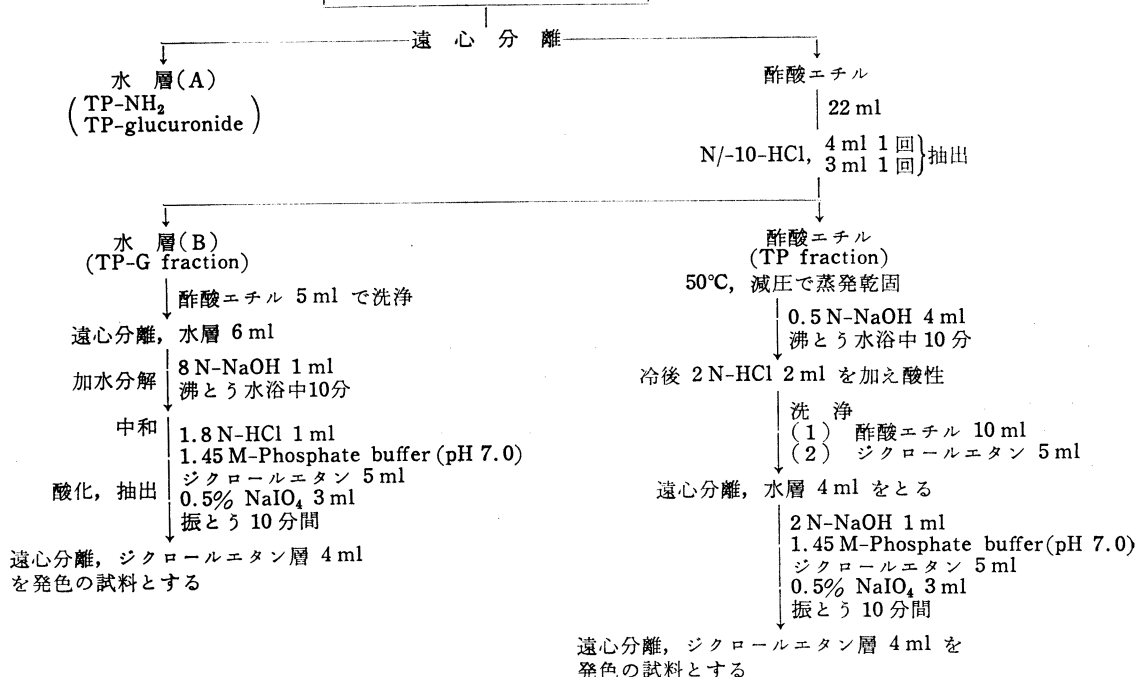 遠心分離
水層(A)
TP-NH₂
TP-glucuronide
酢酸エチル
22 ml
N/-10-HCl, 4 ml 1回
3 ml 1回
抽出
水層(B)
(TP-G fraction)
酢酸エチル 5 ml で洗浄
遠心分離, 水層 6 ml
加水分解
8 N-NaOH 1 ml
沸とう水浴中10分
中和
1.8 N-HCl 1 ml
1.45 M-Phosphate buffer (pH 7.0)
ジクロールエタン 5 ml
酸化, 抽出
0.5% NaIO₄ 3 ml
振とう 10 分間
遠心分離, ジクロールエタン層 4 ml
を発色の試料とする
酢酸エチル
(TP fraction)
50℃, 減圧で蒸発乾固
0.5 N-NaOH 4 ml
沸とう水浴中 10 分
冷後 2 N-HCl 2 ml を加え酸性
洗浄
(1) 酢酸エチル 10 ml
(2) ジクロールエタン 5 ml
遠心分離, 水層 4 ml をとる
2 N-NaOH 1 ml
1.45 M-Phosphate buffer (pH 7.0)
ジクロールエタン 5 ml
0.5% NaIO₄ 3 ml
振とう 10 分間
遠心分離, ジクロールエタン層 4 ml を
発色の試料とする